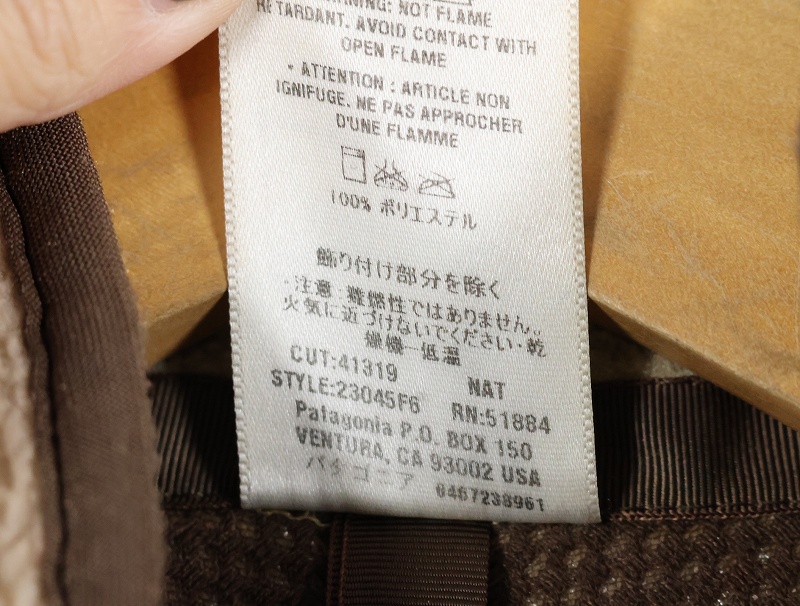 WARNING: NOT FLAME
RETARDANT. AVOID CONTACT WITH
OPEN FLAME
• ATTENTION : ARTICLE NON
IGNIFUGE. NE PAS APPROCHER
D'UNE FLAMME
100% ポリエステル
飾り付け部分を除く
・注意：難燃性ではありません。
火気に近づけないでください・乾
燥機―低温
CUT:41319 NAT
STYLE:23045F6 RN:51884
Patagonia P.O. BOX 150
VENTURA, CA 93002 USA
パタゴニア 0467238961